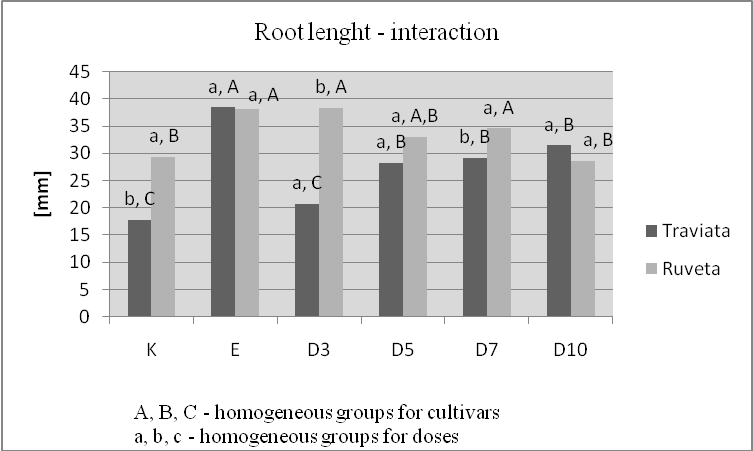 Root lenght - interaction
[mm]
45
40
35
30
25
20
15
10
5
0
b, C
a, B
a, A
a, A
a, C
b, A
a, B
a, A,B
b, B
a, A
a, B
a, B
K
E
D3
D5
D7
D10
Traviata
Ruveta
A, B, C - homogeneous groups for cultivars
a, b, c - homogeneous groups for doses